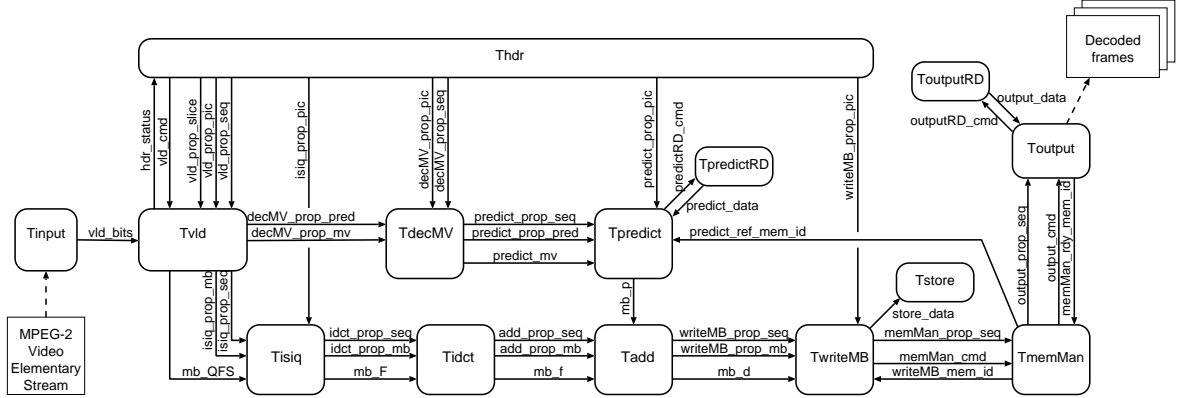 Thdr
Decoded
frames
ToutputRD
output_data
outputRD_cmd
Toutput
hdr_status
vld_cmd
vld_prop_slice
vld_prop_pic
vld_prop_seq
isiq_prop_pic
decMV_prop_pic
decMV_prop_seq
predict_prop_pic
predictRD_cmd
writeMB_prop_pic
TpredictRD
predict_data
Tinput
vld_bits
Tvld
decMV_prop_pred
decMV_prop_mv
TdecMV
predict_prop_seq
predict_prop_pred
predict_mv
Tpredict
predict_ref_mem_id
output_prop_seq
output_cmd
memMan_rdy_mem_id
isiq_prop_mb
isiq_prop_seq
mb_p
Tstore
store_data
MPEG-2
Video
Elementary
Stream
mb_QFS
Tisiq
idct_prop_seq
idct_prop_mb
mb_F
Tidct
add_prop_seq
add_prop_mb
mb_f
Tadd
writeMB_prop_seq
writeMB_prop_mb
mb_d
TwriteMB
memMan_prop_seq
memMan_cmd
writeMB_mem_id
TmemMan